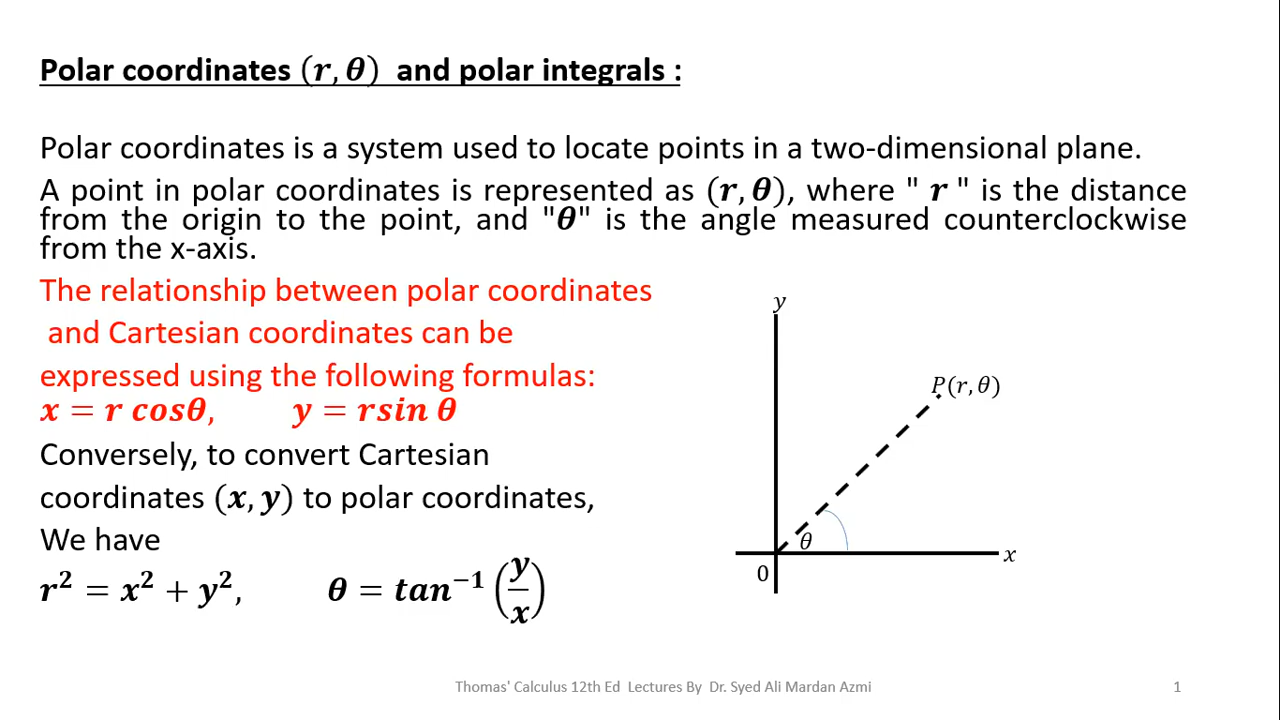 Polar coordinates (r, θ) and polar integrals :
Polar coordinates is a system used to locate points in a two-dimensional plane.
A point in polar coordinates is represented as (r, θ), where " r " is the distance
from the origin to the point, and "θ" is the angle measured counterclockwise
from the x-axis.
The relationship between polar coordinates
and Cartesian coordinates can be
expressed using the following formulas:
x = r cosθ, y = rsin θ
Conversely, to convert Cartesian
coordinates (x, y) to polar coordinates,
We have
r² = x² + y², θ = tan⁻¹ (y/x)
y
P(r, θ)
θ
x
0
Thomas' Calculus 12th Ed Lectures By Dr. Syed Ali Mardan Azmi
1